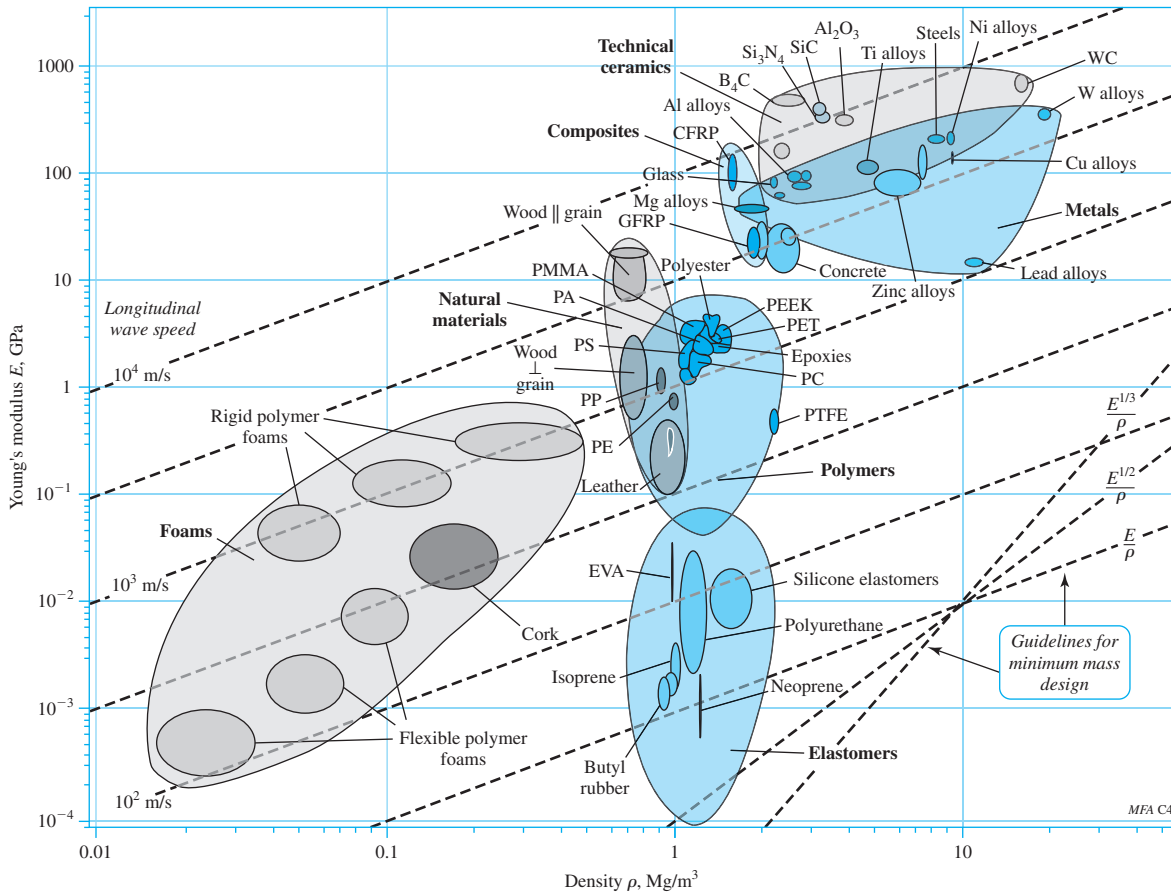 1000
100
10
1
10⁻¹
10⁻²
10⁻³
10⁻⁴
Young's modulus E, GPa
0.01
0.1
1
10
Density ρ, Mg/m³
Longitudinal
wave speed
10⁴ m/s
10³ m/s
10² m/s
Technical
ceramics
B₄C
Si₃N₄
SiC
Al₂O₃
Ti alloys
Steels
Ni alloys
WC
W alloys
Al alloys
Composites
CFRP
Glass
Mg alloys
GFRP
Cu alloys
Metals
Lead alloys
Zinc alloys
Concrete
Wood || grain
PMMA
Polyester
Natural
materials
PA
PEEK
PET
PS
Epoxies
Wood
⊥
grain
PC
PP
PTFE
PE
Leather
Polymers
Rigid polymer
foams
Foams
Cork
Flexible polymer
foams
EVA
Silicone elastomers
Polyurethane
Isoprene
Neoprene
Butyl
rubber
Elastomers
E^1/3
ρ
E^1/2
ρ
E
ρ
Guidelines for
minimum mass
design
MFA C4